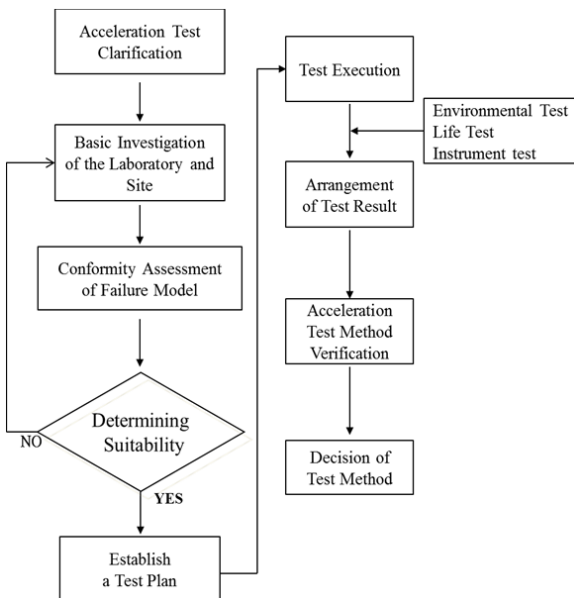 Acceleration Test
Clarification
Basic Investigation
of the Laboratory and
Site
Conformity Assessment
of Failure Model
Determining
Suitability
NO
YES
Establish
a Test Plan
Test Execution
Environmental Test
Life Test
Instrument test
Arrangement
of Test Result
Acceleration
Test Method
Verification
Decision of
Test Method